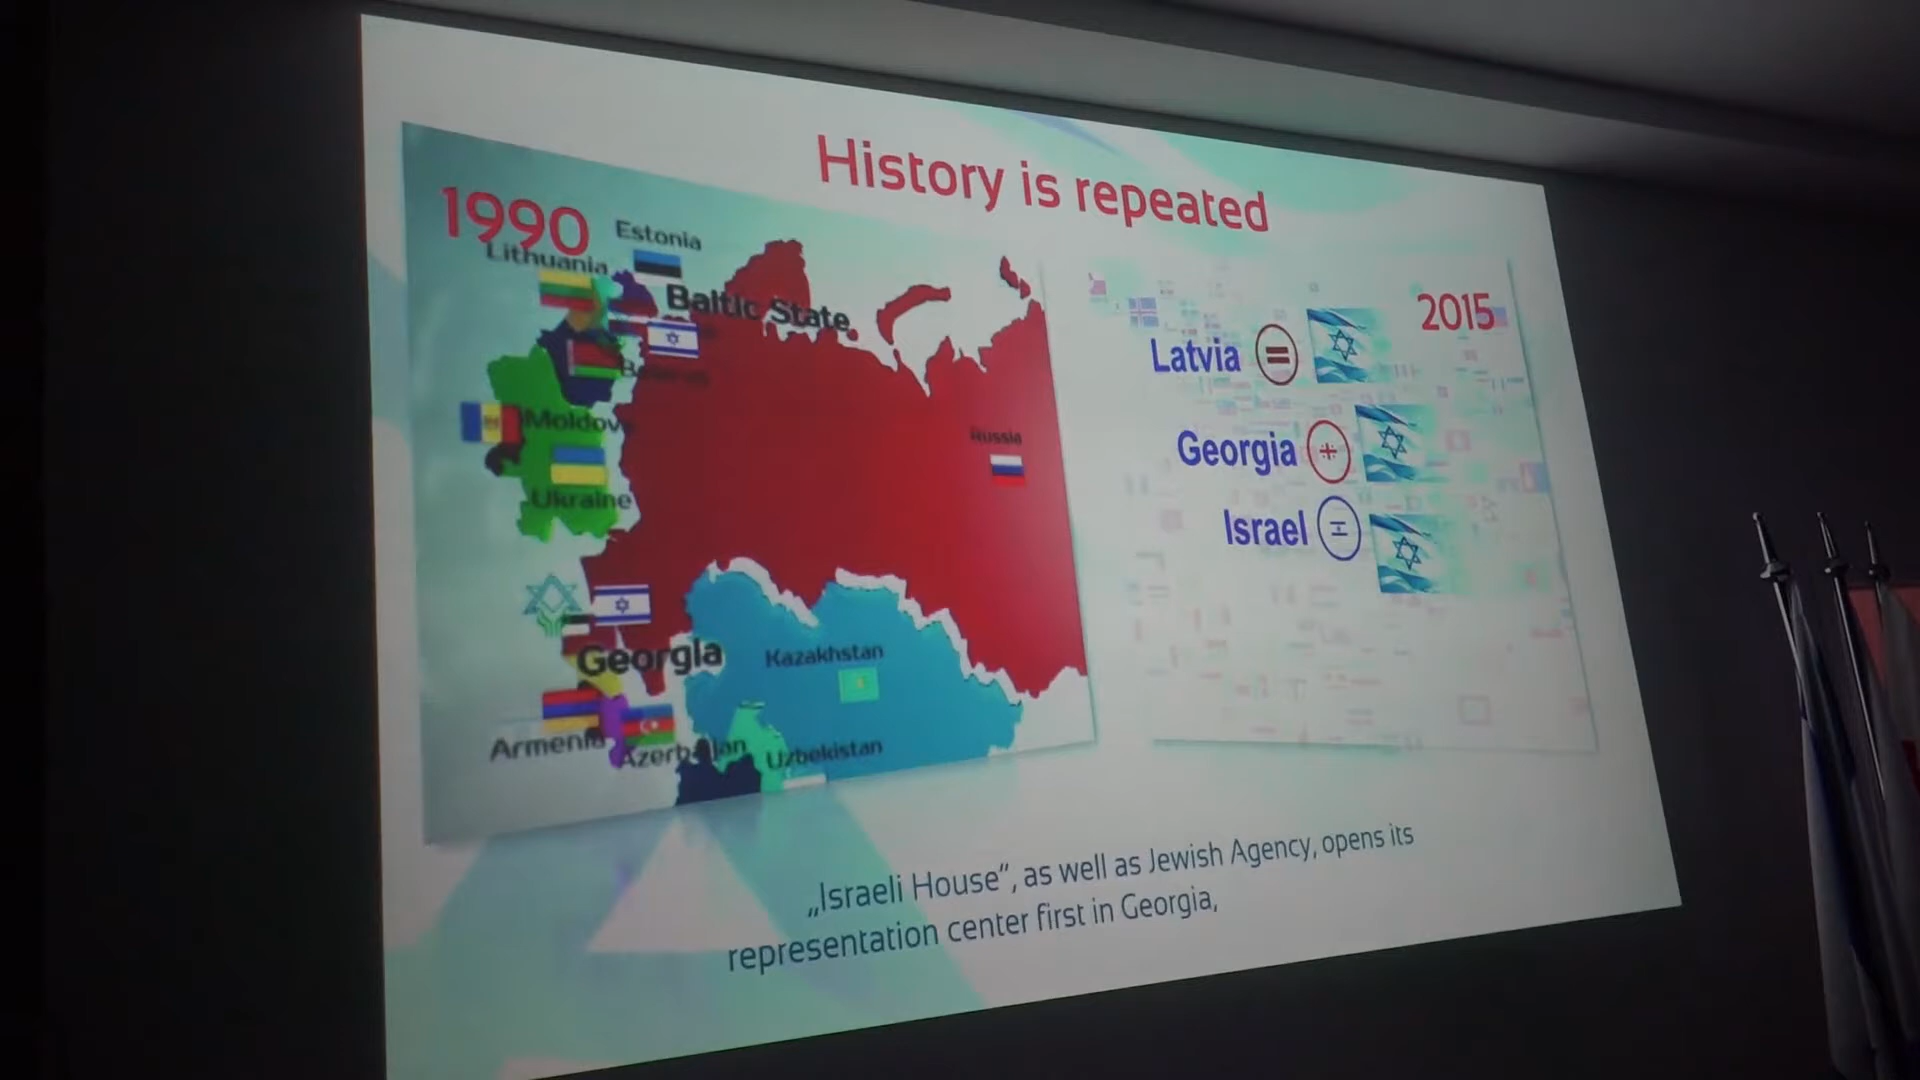 History is repeated
1990
Estonia
Lithuania
Baltic State
Moldov
Ukraine
Russia
Georgia
Kazakhstan
Armenia
Uzbekistan
2015
Latvia
Georgia
Israel
„Israeli House”, as well as Jewish Agency, opens its
representation center first in Georgia,